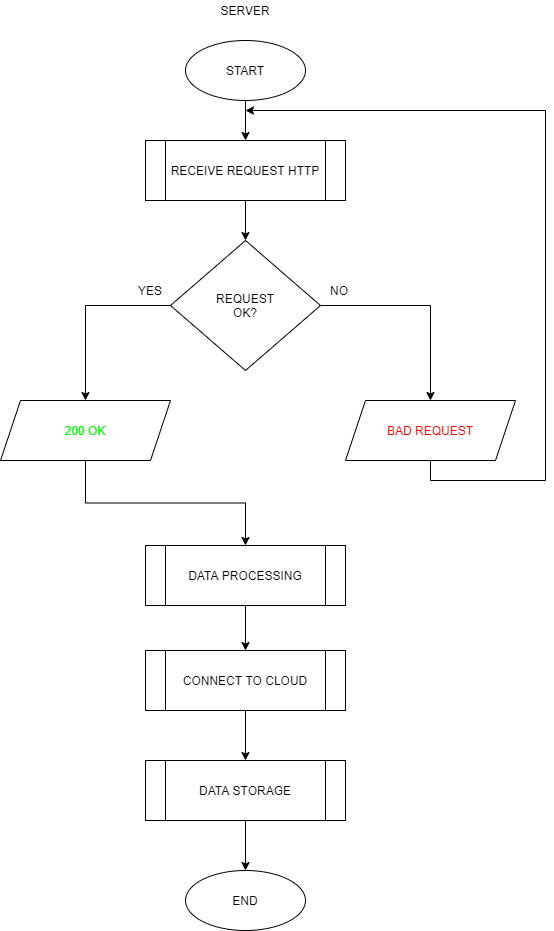 SERVER
START
RECEIVE REQUEST HTTP
YES
NO
REQUEST
OK?
200 OK
BAD REQUEST
DATA PROCESSING
CONNECT TO CLOUD
DATA STORAGE
END